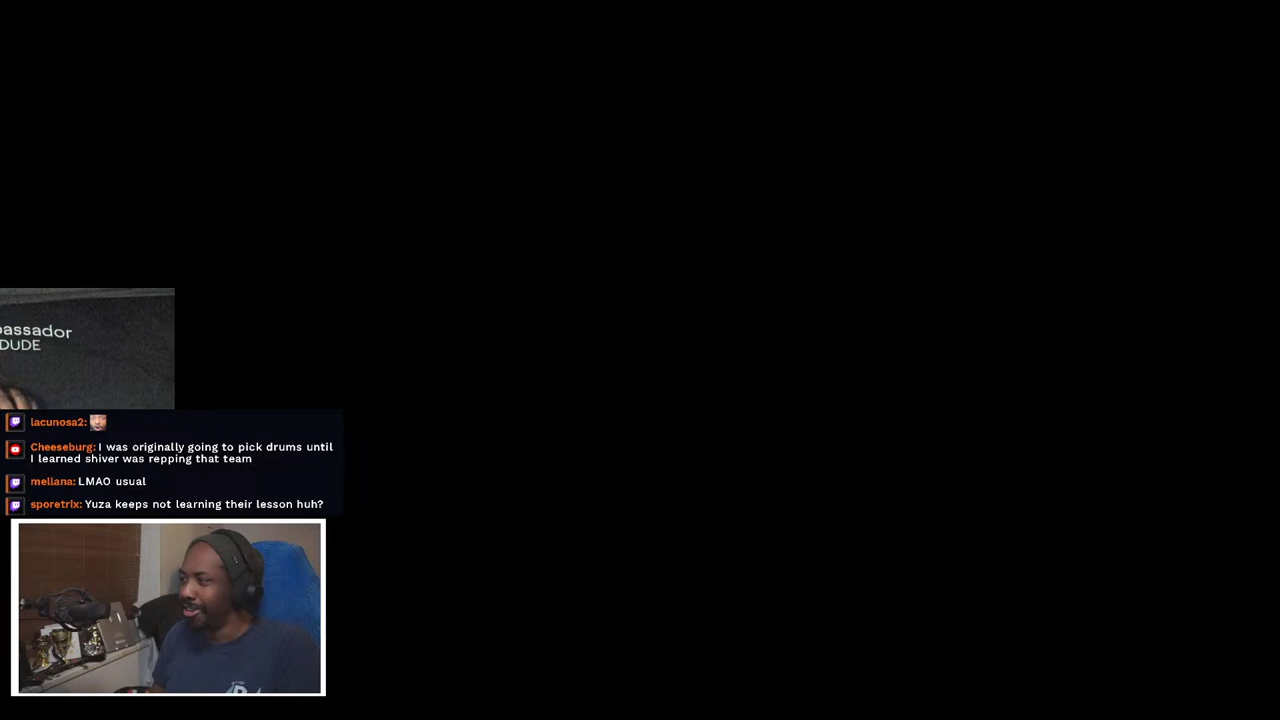 bassador
DUDE
lacunosa2:
Cheeseburg: I was originally going to pick drums until
I learned shiver was repping that team
mellana: LMAO usual
sporetrix: Yuza keeps not learning their lesson huh?